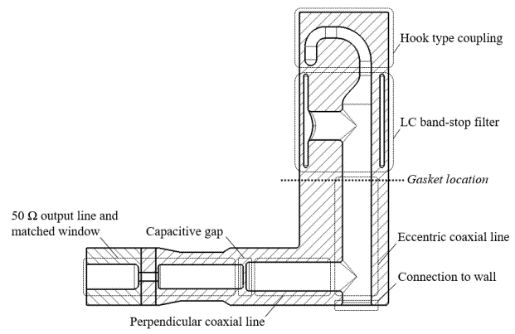 Hook type coupling
LC band-stop filter
Gasket location
50 Ω output line and
matched window
Capacitive gap
Eccentric coaxial line
Connection to wall
Perpendicular coaxial line